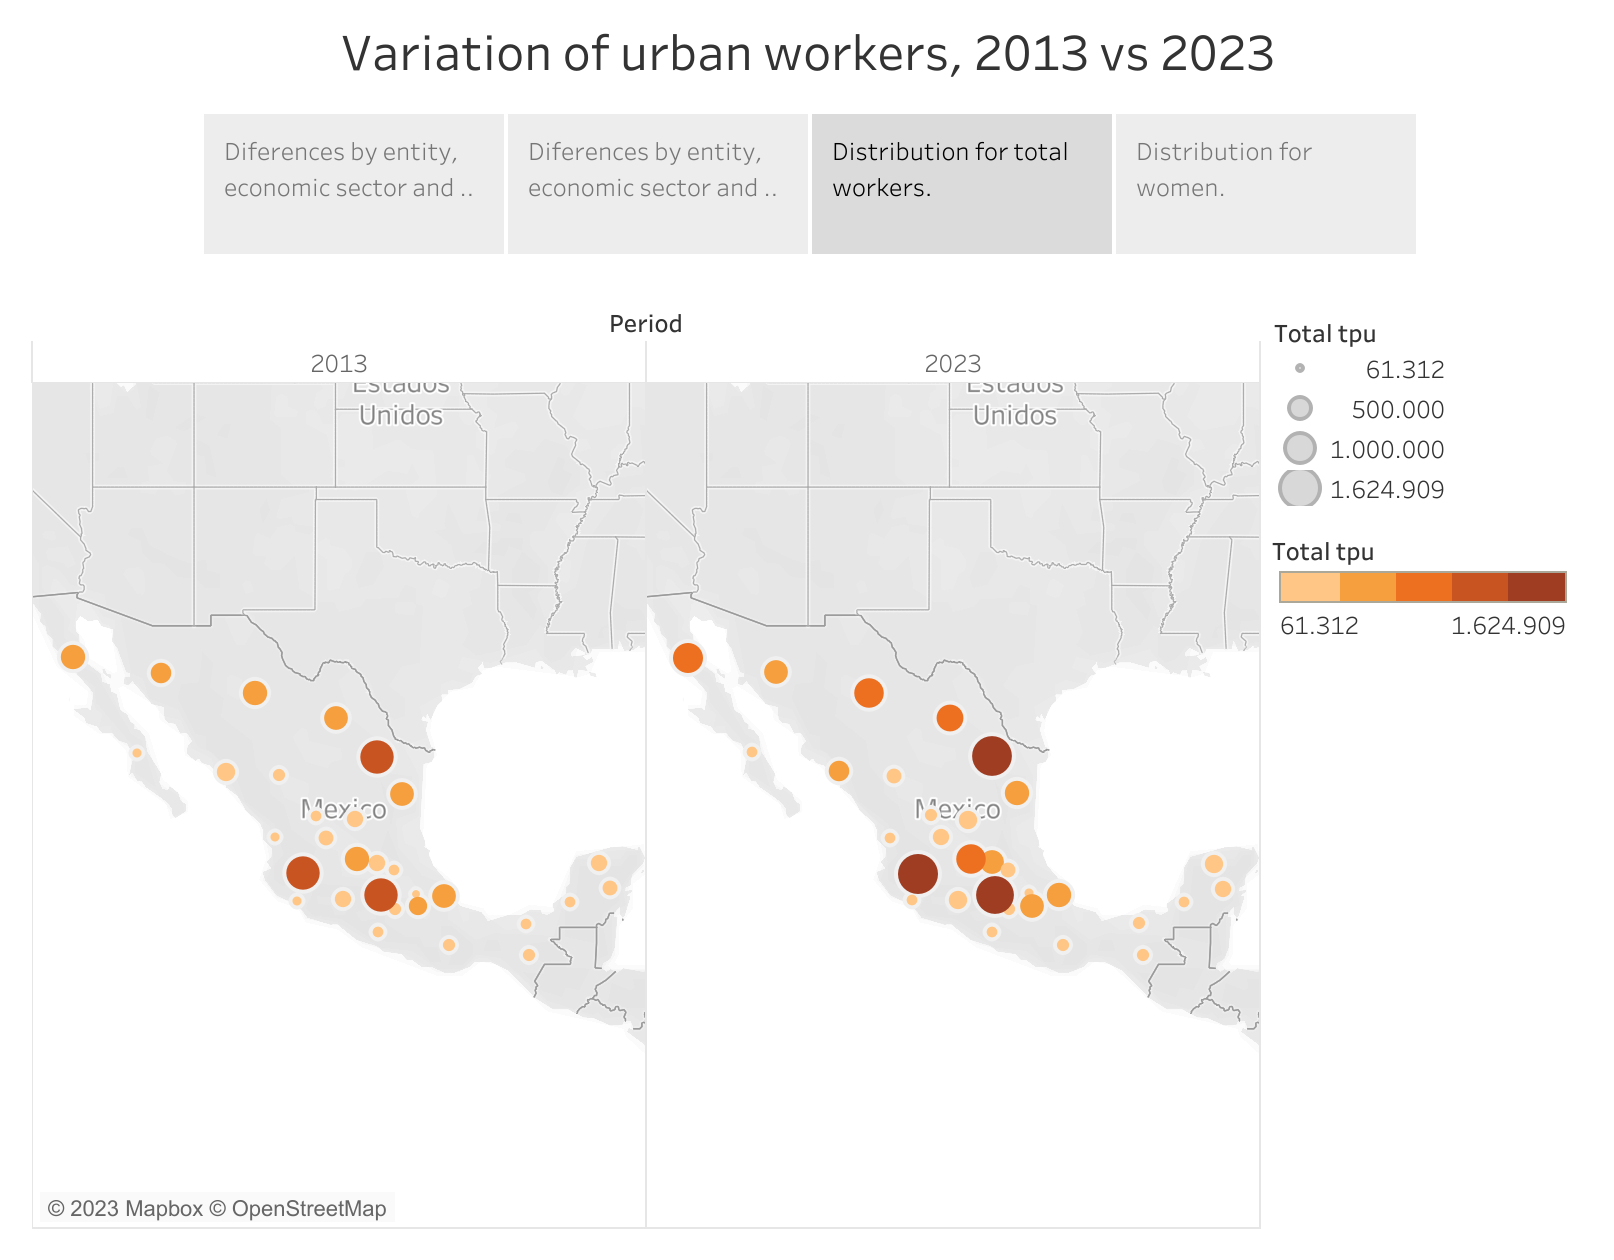 Variation of urban workers, 2013 vs 2023
Diferences by entity,
economic sector and ..
Diferences by entity,
economic sector and ..
Distribution for total
workers.
Distribution for
women.
Period
2013
2023
Estados
Unidos
Mexico
Estados
Unidos
Mexico
© 2023 Mapbox © OpenStreetMap
Total tpu
61.312
500.000
1.000.000
1.624.909
Total tpu
61.312 1.624.909